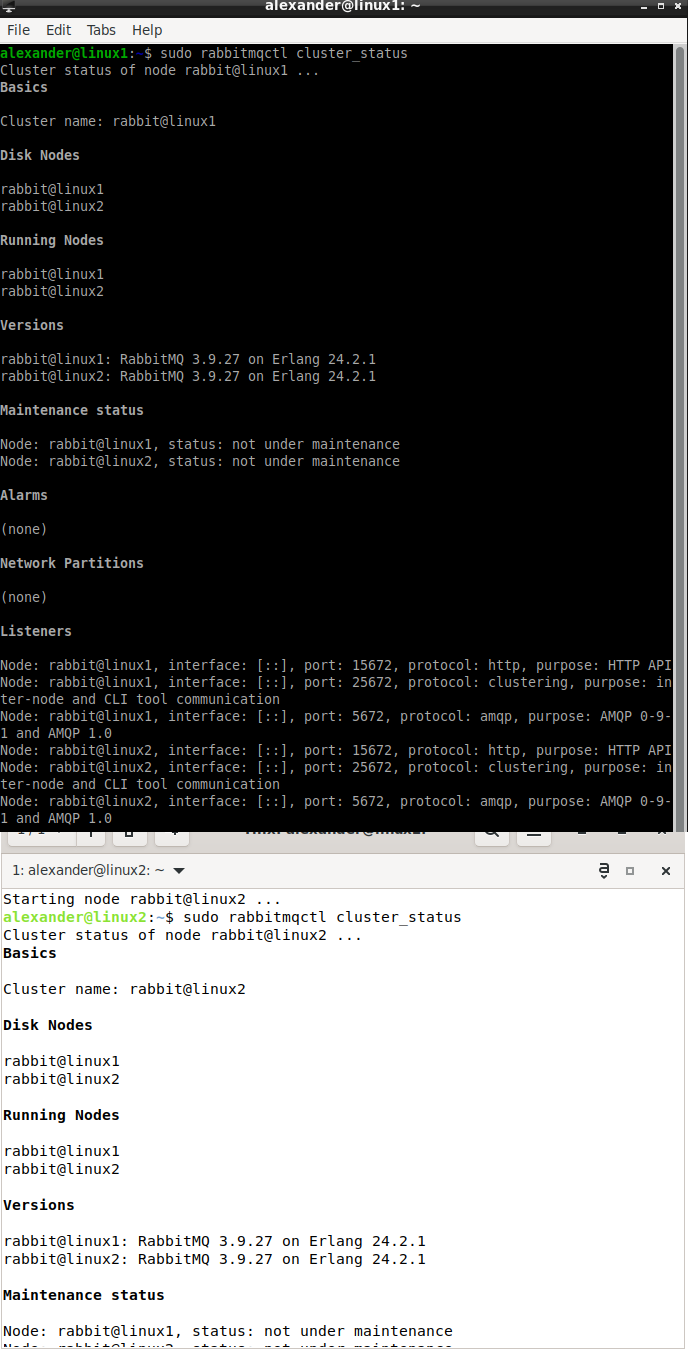 alexander@linux1: ~
File Edit Tabs Help
alexander@linux1:~$ sudo rabbitmqctl cluster_status
Cluster status of node rabbit@linux1 ...
Basics
Cluster name: rabbit@linux1
Disk Nodes
rabbit@linux1
rabbit@linux2
Running Nodes
rabbit@linux1
rabbit@linux2
Versions
rabbit@linux1: RabbitMQ 3.9.27 on Erlang 24.2.1
rabbit@linux2: RabbitMQ 3.9.27 on Erlang 24.2.1
Maintenance status
Node: rabbit@linux1, status: not under maintenance
Node: rabbit@linux2, status: not under maintenance
Alarms
(none)
Network Partitions
(none)
Listeners
Node: rabbit@linux1, interface: [::], port: 15672, protocol: http, purpose: HTTP API
Node: rabbit@linux1, interface: [::], port: 25672, protocol: clustering, purpose: in
ter-node and CLI tool communication
Node: rabbit@linux1, interface: [::], port: 5672, protocol: amqp, purpose: AMQP 0-9-
1 and AMQP 1.0
Node: rabbit@linux2, interface: [::], port: 15672, protocol: http, purpose: HTTP API
Node: rabbit@linux2, interface: [::], port: 25672, protocol: clustering, purpose: in
ter-node and CLI tool communication
Node: rabbit@linux2, interface: [::], port: 5672, protocol: amqp, purpose: AMQP 0-9-
1 and AMQP 1.0
1: alexander@linux2: ~
Starting node rabbit@linux2 ...
alexander@linux2:~$ sudo rabbitmqctl cluster_status
Cluster status of node rabbit@linux2 ...
Basics
Cluster name: rabbit@linux2
Disk Nodes
rabbit@linux1
rabbit@linux2
Running Nodes
rabbit@linux1
rabbit@linux2
Versions
rabbit@linux1: RabbitMQ 3.9.27 on Erlang 24.2.1
rabbit@linux2: RabbitMQ 3.9.27 on Erlang 24.2.1
Maintenance status
Node: rabbit@linux1, status: not under maintenance
Node: rabbit@linux2, status: not under maintenance